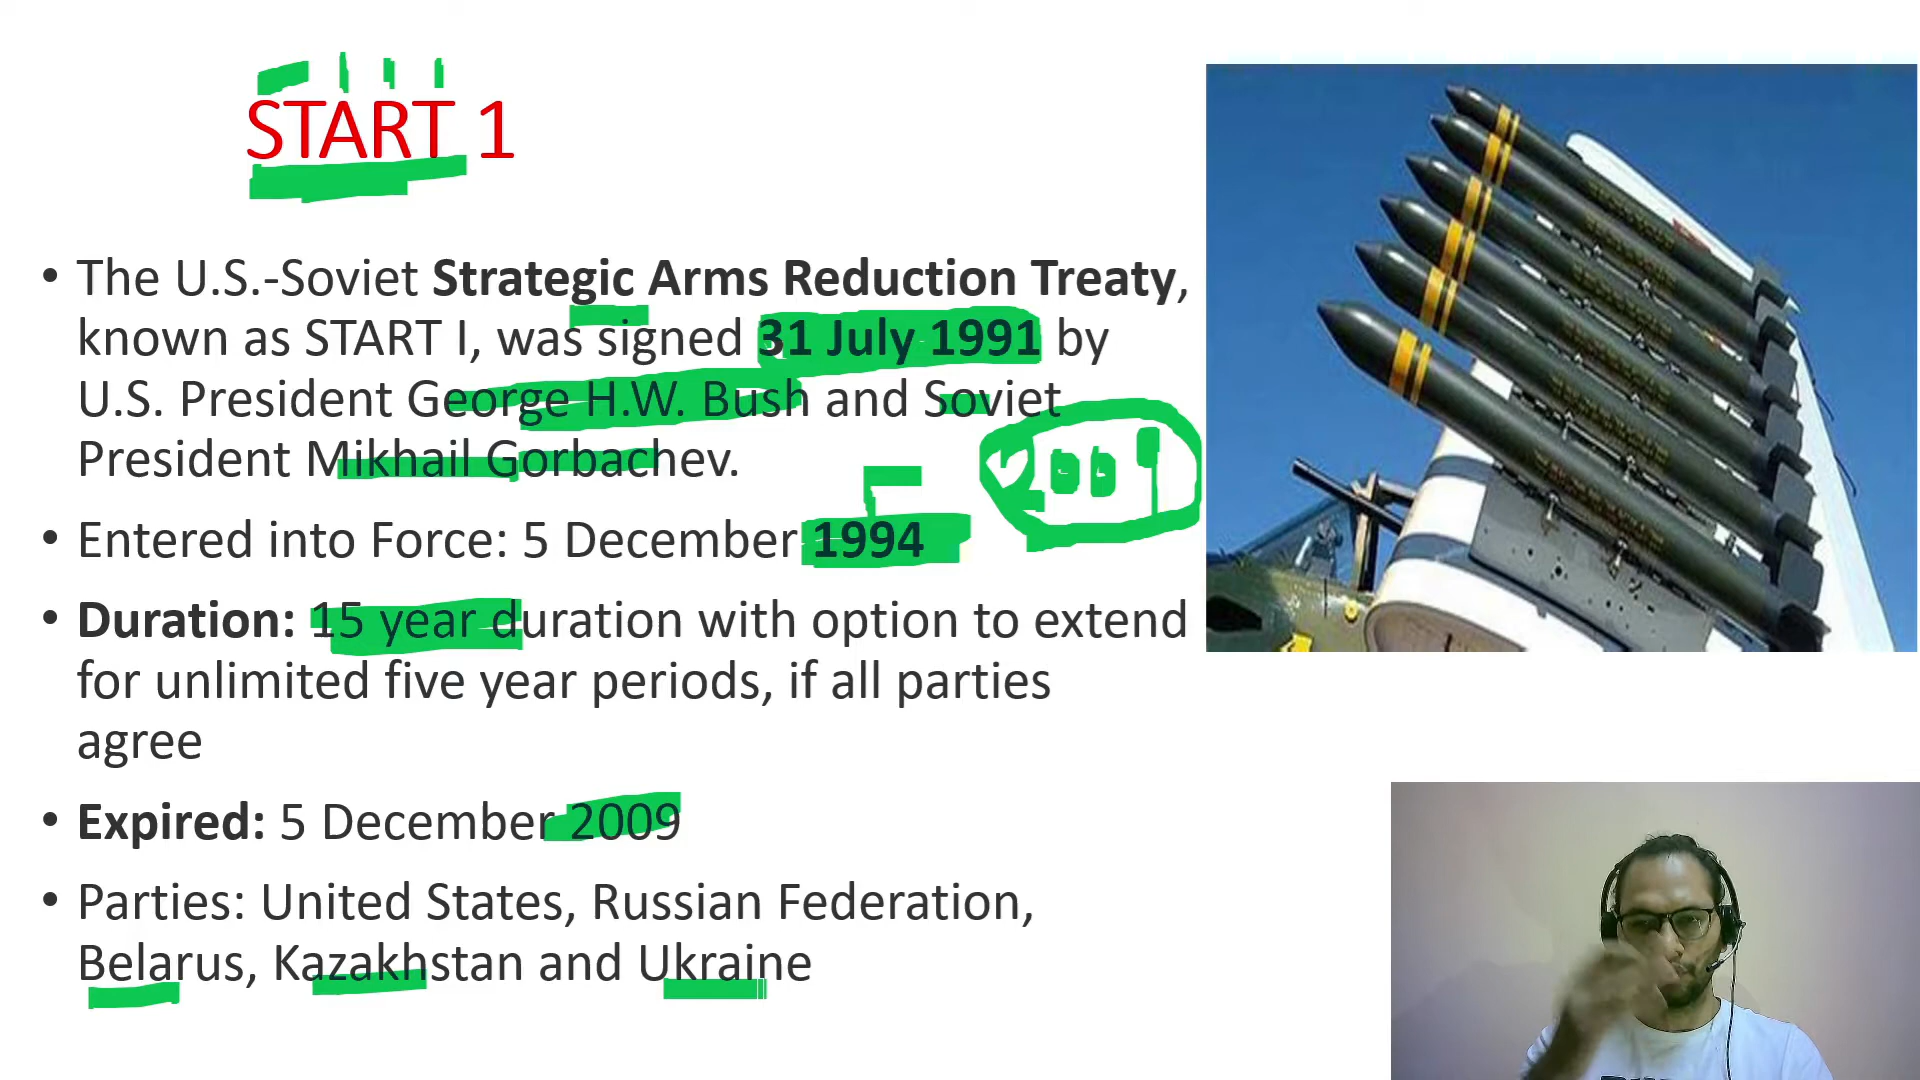 START 1
• The U.S.-Soviet Strategic Arms Reduction Treaty,
known as START I, was signed 31 July 1991 by
U.S. President George H.W. Bush and Soviet
President Mikhail Gorbachev.
2009
• Entered into Force: 5 December 1994
• Duration: 15 year duration with option to extend
for unlimited five year periods, if all parties
agree
• Expired: 5 December 2009
• Parties: United States, Russian Federation,
Belarus, Kazakhstan and Ukraine